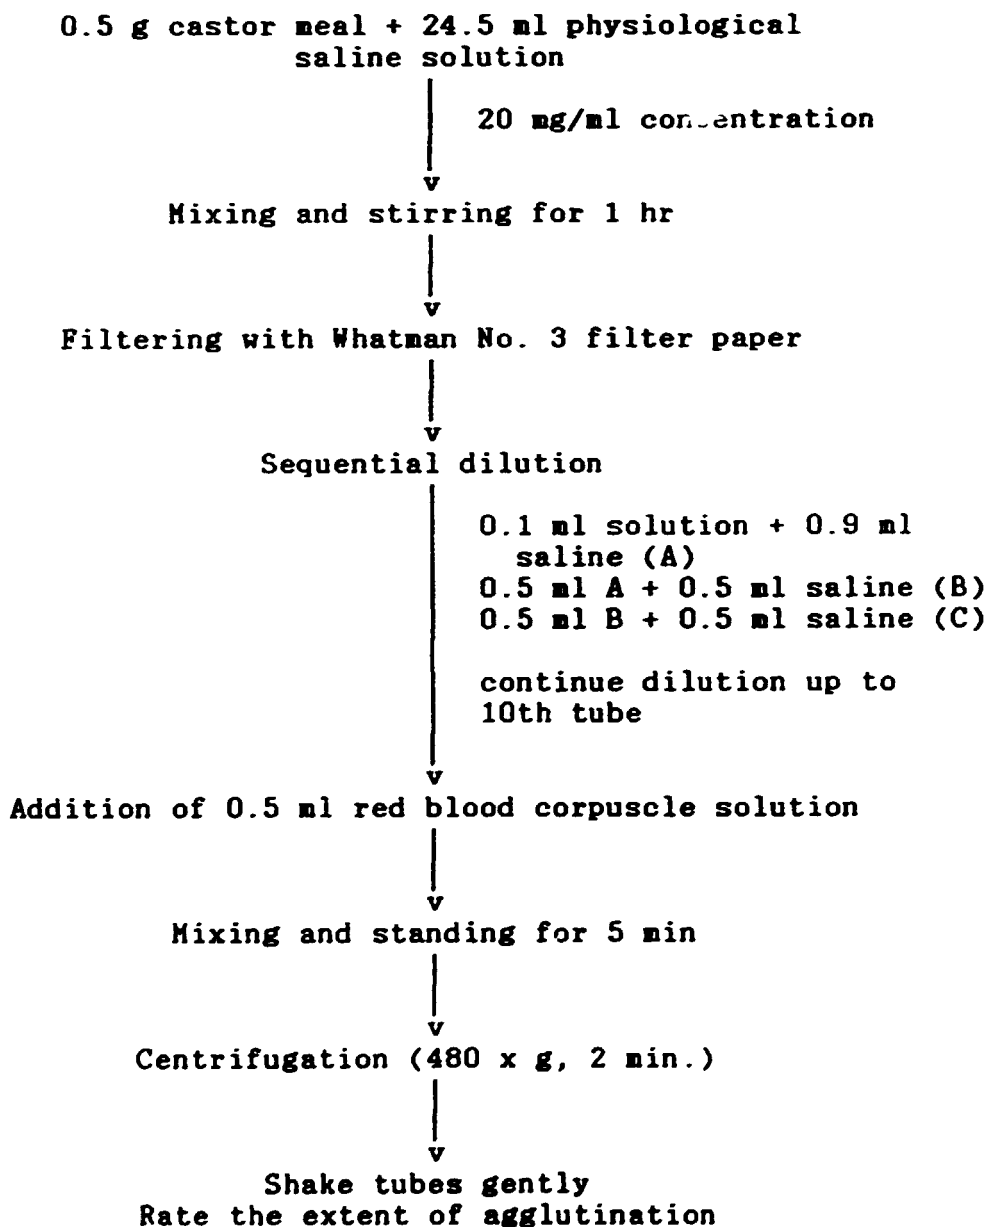 0.5 g castor meal + 24.5 ml physiological
saline solution
20 mg/ml concentration
Mixing and stirring for 1 hr
Filtering with Whatman No. 3 filter paper
Sequential dilution
0.1 ml solution + 0.9 ml
saline (A)
0.5 ml A + 0.5 ml saline (B)
0.5 ml B + 0.5 ml saline (C)
continue dilution up to
10th tube
Addition of 0.5 ml red blood corpuscle solution
Mixing and standing for 5 min
Centrifugation (480 x g, 2 min.)
Shake tubes gently
Rate the extent of agglutination